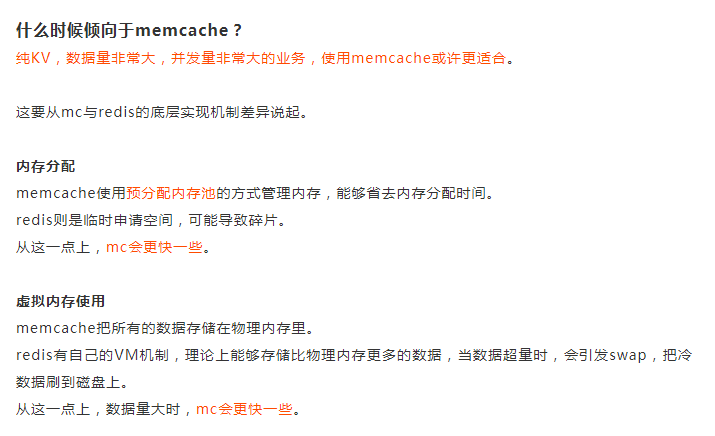 什么时候倾向于memcache？
纯KV，数据量非常大，并发量非常大的业务，使用memcache或许更适合。
这要从mc与redis的底层实现机制差异说起。
内存分配
memcache使用预分配内存池的方式管理内存，能够省去内存分配时间。
redis则是临时申请空间，可能导致碎片。
从这一点上，mc会更快一些。
虚拟内存使用
memcache把所有的数据存储在物理内存里。
redis有自己的VM机制，理论上能够存储比物理内存更多的数据，当数据超量时，会引发swap，把冷
数据刷到磁盘上。
从这一点上，数据量大时，mc会更快一些。